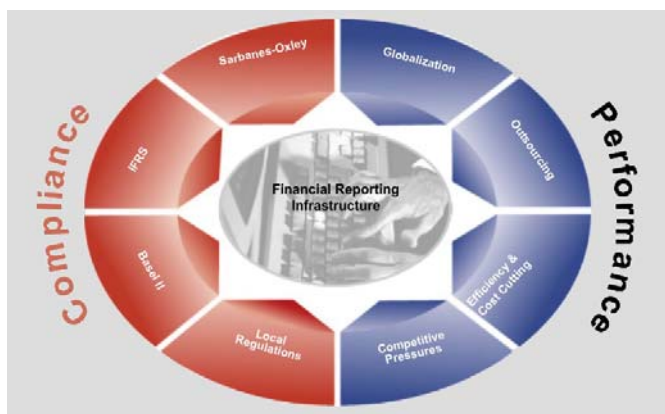 Compliance
Performance
Sarbanes-Oxley
Globalization
IFRS
Outsourcing
Financial Reporting
Infrastructure
Basel II
Efficiency &
Cost Cutting
Local
Regulations
Competitive
Pressures